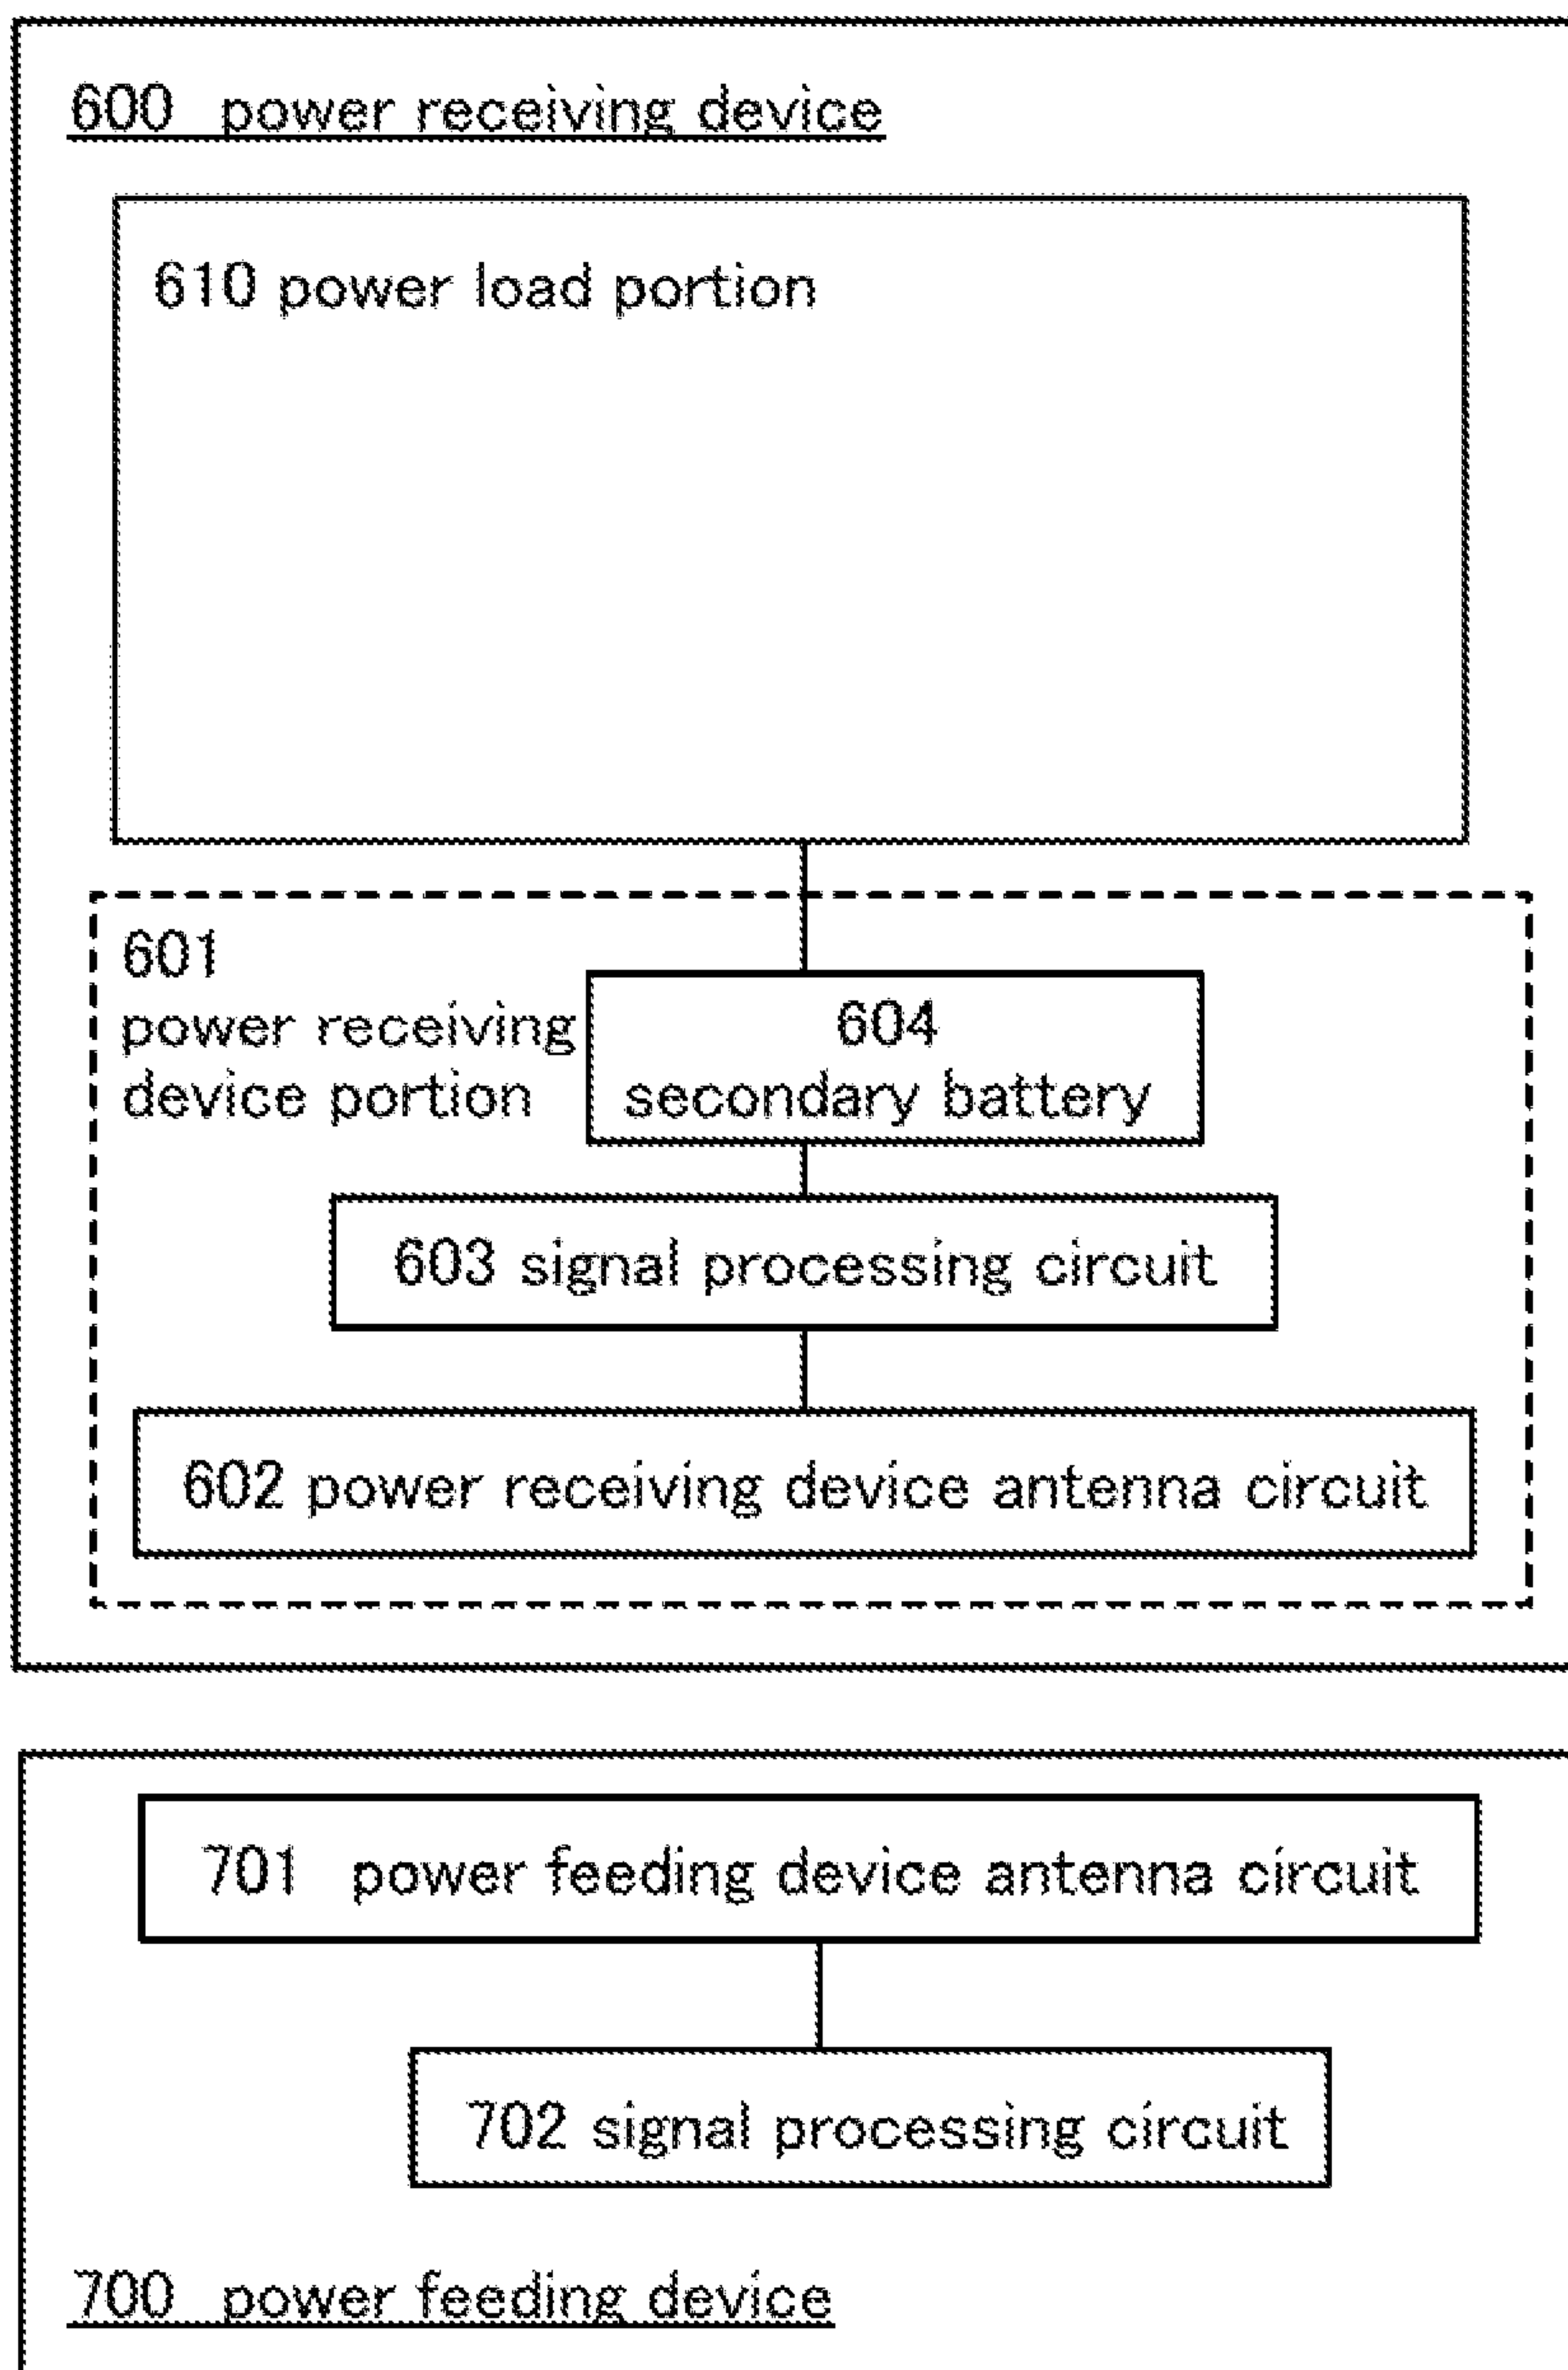 600 power receiving device
610 power load portion
601
power receiving
device portion
604
secondary battery
603 signal processing circuit
602 power receiving device antenna circuit
701 power feeding device antenna circuit
702 signal processing circuit
700 power feeding device